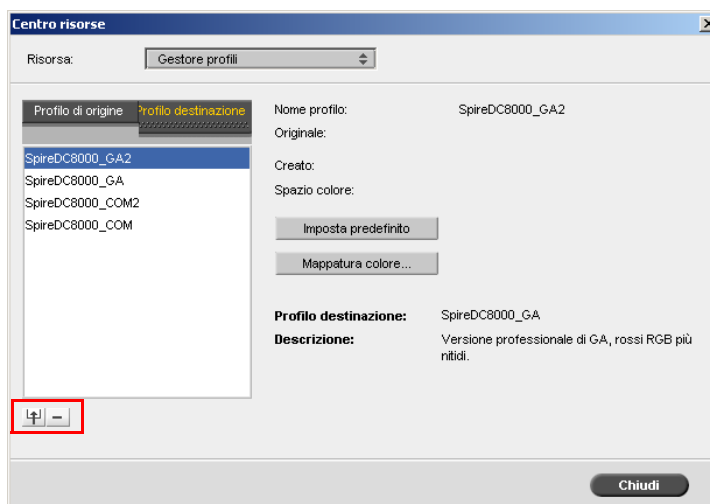 Centro risorse
Risorsa: Gestore profili
Profilo di origine Profilo destinazione
Nome profilo: SpireDC8000_GA2
Originale:
Creato:
Spazio colore:
SpireDC8000_GA2
SpireDC8000_GA
SpireDC8000_COM2
SpireDC8000_COM
Imposta predefinito
Mappatura colore...
Profilo destinazione: SpireDC8000_GA
Descrizione: Versione professionale di GA, rossi RGB più
nitidi.
Chiudi